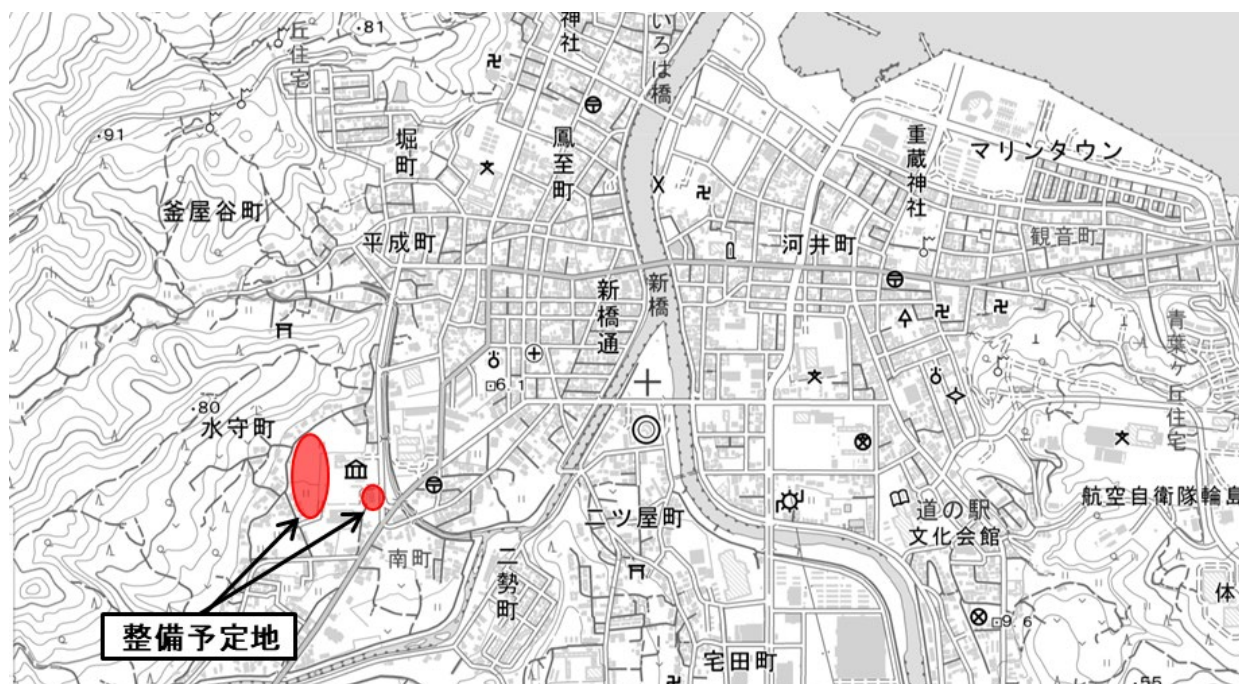 丘住宅
・81
神社
いろは橋
・91
堀町
鳳至町
重蔵神社
マリンタウン
釜屋谷町
平成町
河井町
観音町
新橋通
新橋
青葉ヶ丘住宅
6.1
・80
水守町
南町
二ツ屋町
道の駅
文化会館
航空自衛隊輪島
二勢町
体
9.6
整備予定地
宅田町
・55